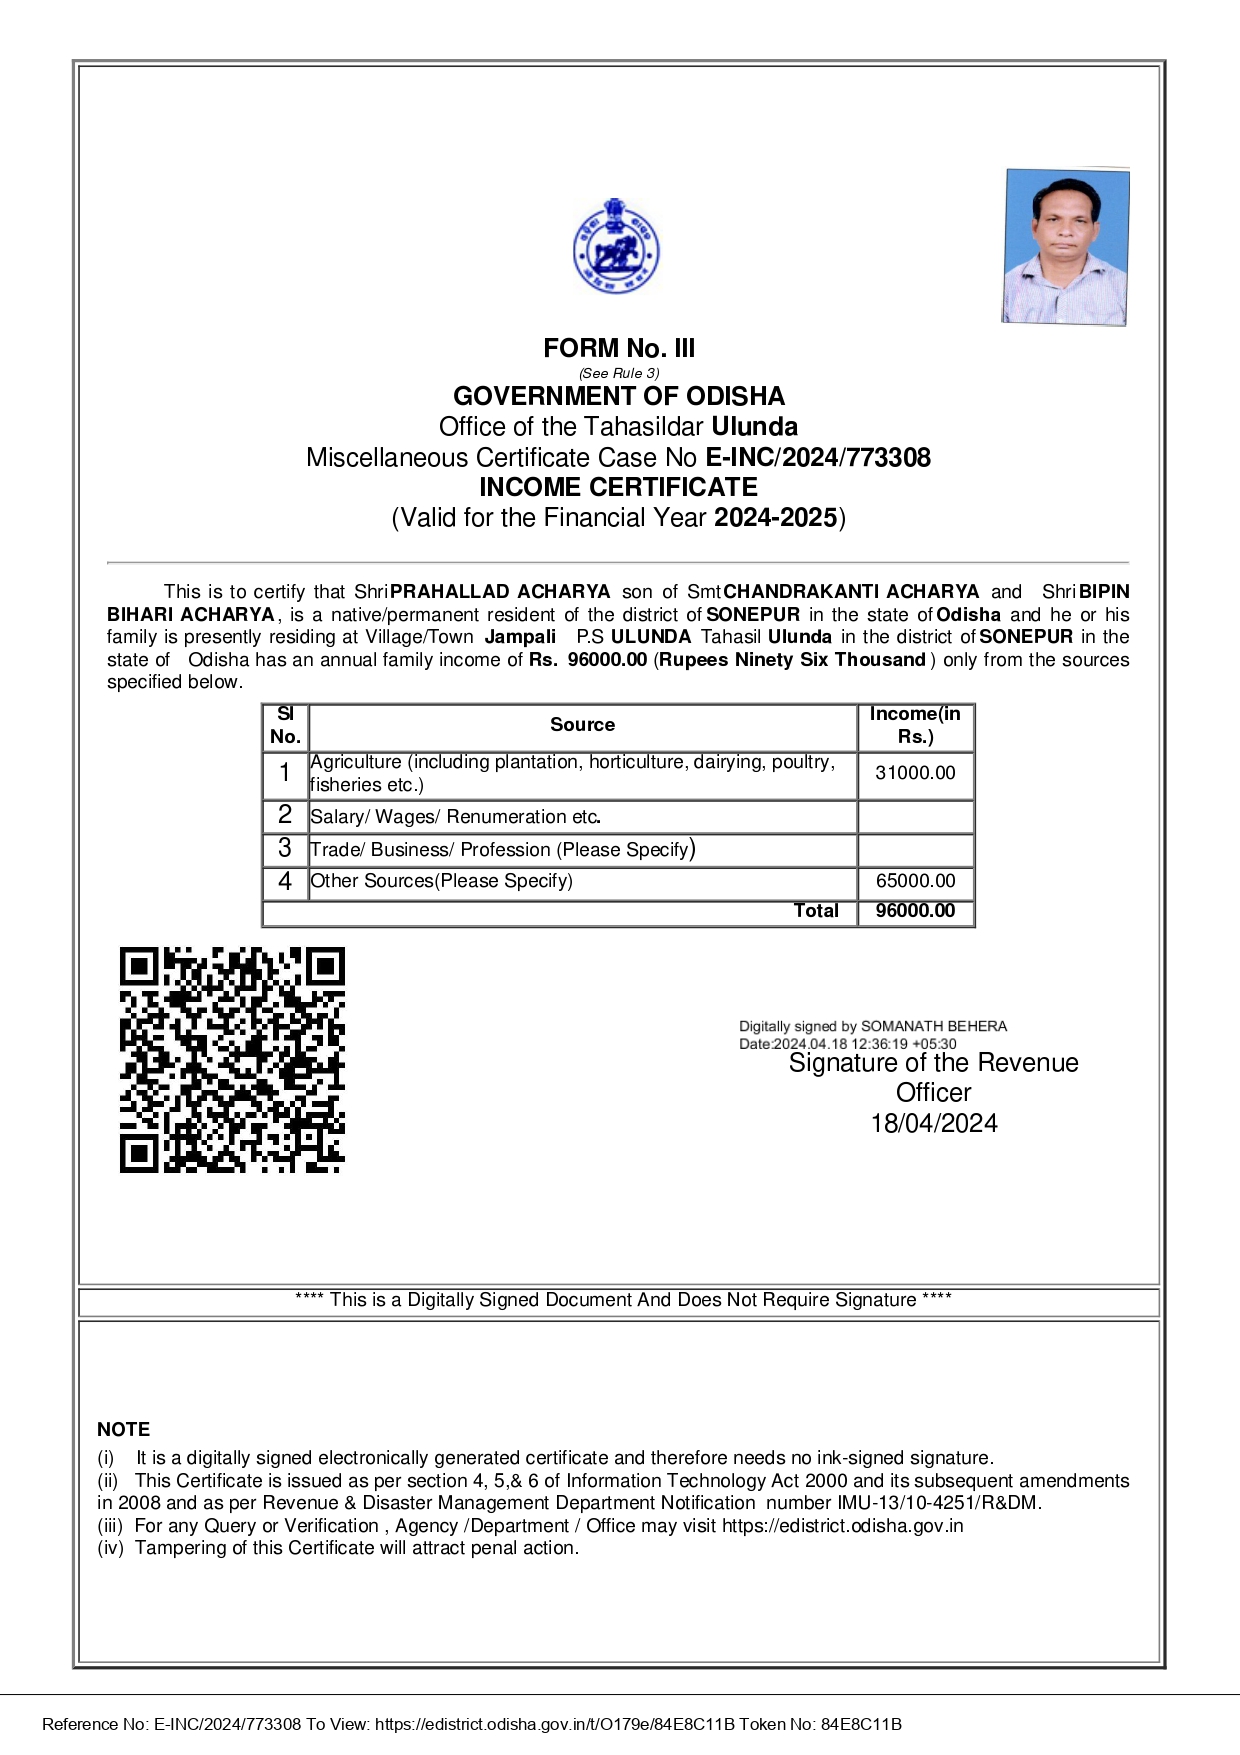 FORM No. III
(See Rule 3)
GOVERNMENT OF ODISHA
Office of the Tahasildar Ulunda
Miscellaneous Certificate Case No E-INC/2024/773308
INCOME CERTIFICATE
(Valid for the Financial Year 2024-2025)
This is to certify that Shri PRAHALLAD ACHARYA son of Smt CHANDRAKANTI ACHARYA and Shri BIPIN
BIHARI ACHARYA, is a native/permanent resident of the district of SONEPUR in the state of Odisha and he or his
family is presently residing at Village/Town Jampali P.S ULUNDA Tahasil Ulunda in the district of SONEPUR in the
state of Odisha has an annual family income of Rs. 96000.00 (Rupees Ninety Six Thousand ) only from the sources
specified below.
Sl No. Source Income(in Rs.)
1 Agriculture (including plantation, horticulture, dairying, poultry, 31000.00
fisheries etc.)
2 Salary/ Wages/ Renumeration etc.
3 Trade/ Business/ Profession (Please Specify)
4 Other Sources(Please Specify) 65000.00
Total 96000.00
Digitally signed by SOMANATH BEHERA
Date:2024.04.18 12:36:19 +05:30
Signature of the Revenue
Officer
18/04/2024
**** This is a Digitally Signed Document And Does Not Require Signature ****
NOTE
(i) It is a digitally signed electronically generated certificate and therefore needs no ink-signed signature.
(ii) This Certificate is issued as per section 4, 5,& 6 of Information Technology Act 2000 and its subsequent amendments
in 2008 and as per Revenue & Disaster Management Department Notification number IMU-13/10-4251/R&DM.
(iii) For any Query or Verification , Agency /Department / Office may visit https://edistrict.odisha.gov.in
(iv) Tampering of this Certificate will attract penal action.
Reference No: E-INC/2024/773308 To View: https://edistrict.odisha.gov.in/t/O179e/84E8C11B Token No: 84E8C11B